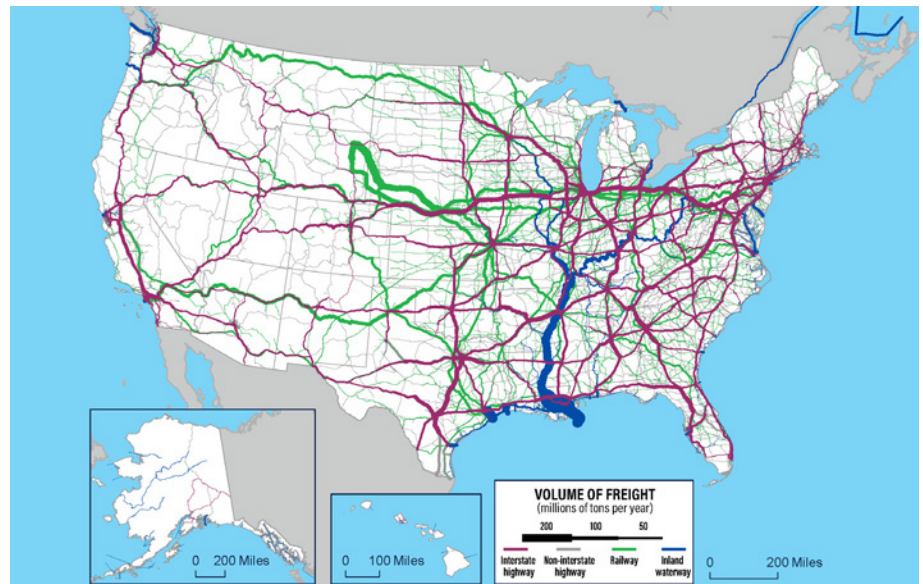 VOLUME OF FREIGHT
(millions of tons per year)
200 100 50
Interstate highway
Non-interstate highway
Railway
Inland waterway
0 200 Miles
0 100 Miles
0 200 Miles